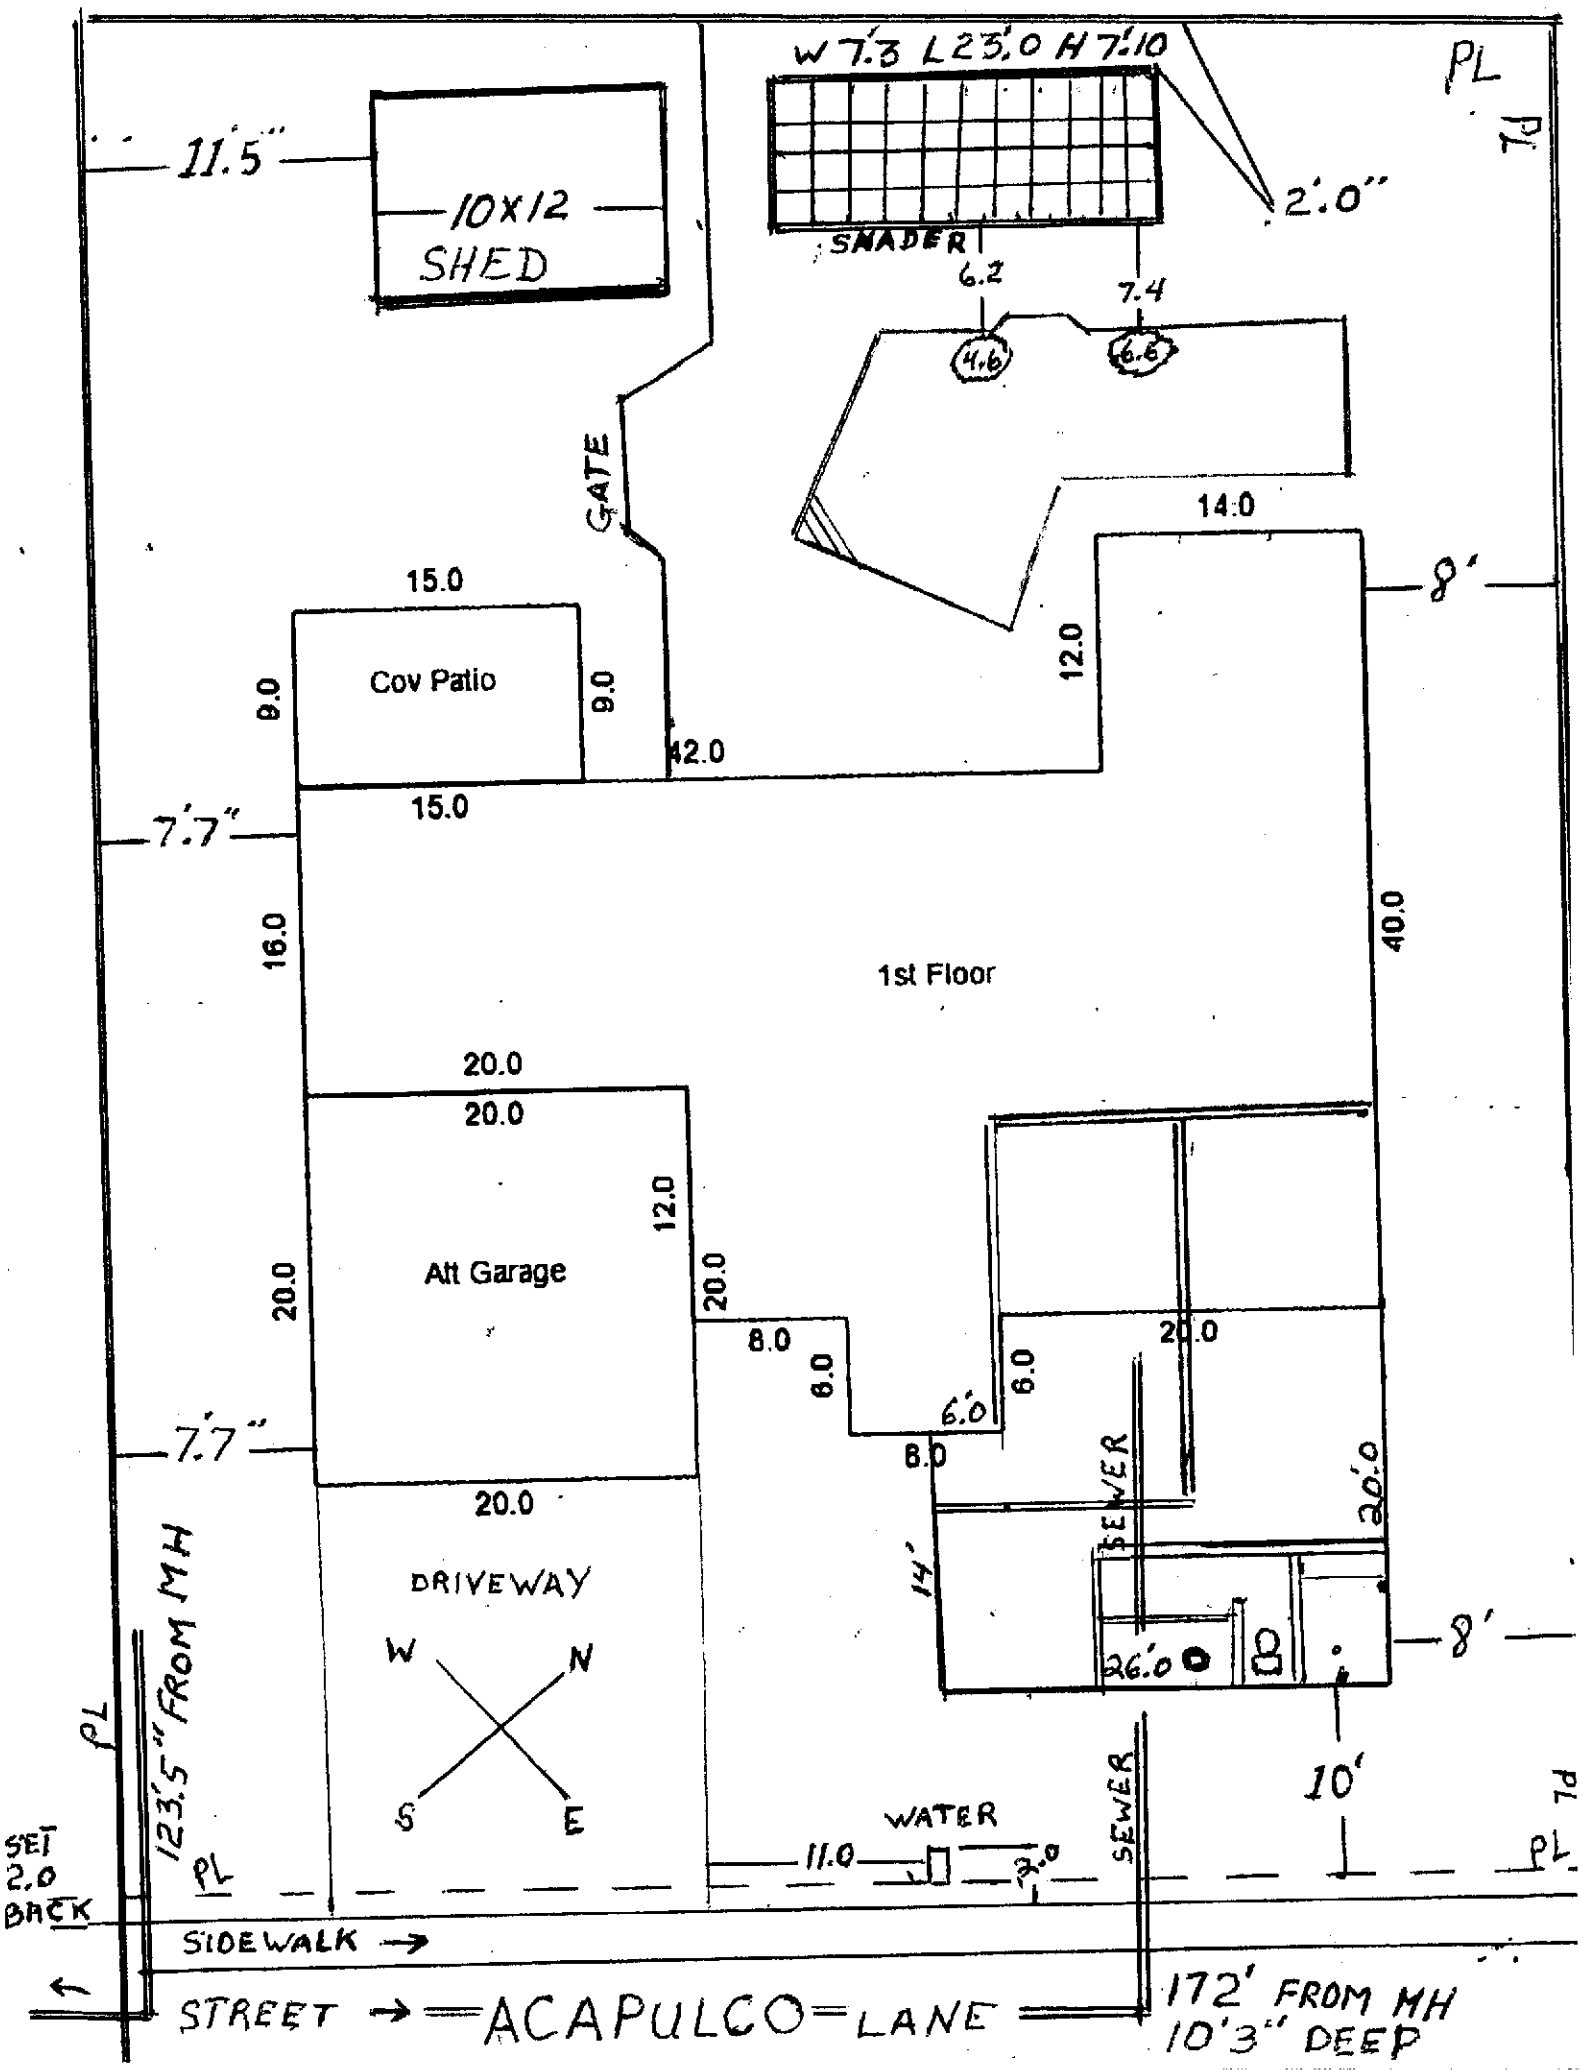 W 7'.3 L 23'.0 H 7'.10
PL
PL
11'.5"
10X12
SHED
2'.0"
SHADER
6.2
7.4
4.6
6.6
GATE
14.0
8'
15.0
Cov Patio
9.0
9.0
12.0
42.0
15.0
7'.7"
16.0
40.0
1st Floor
20.0
20.0
12.0
Att Garage
20.0
20.0
8.0
20.0
6.0
6.0
6'.0
8.0
7'.7"
20.0
SEWER
20'.0
14'
DRIVEWAY
W
N
S
E
26'.0
8'
PL
123'.5" FROM MH
10'
SEWER
PL
WATER
11.0
2.0
SET
2.0
BACK
PL
PL
SIDEWALK →
← 
STREET → = ACAPULCO = LANE
172' FROM MH
10'3" DEEP